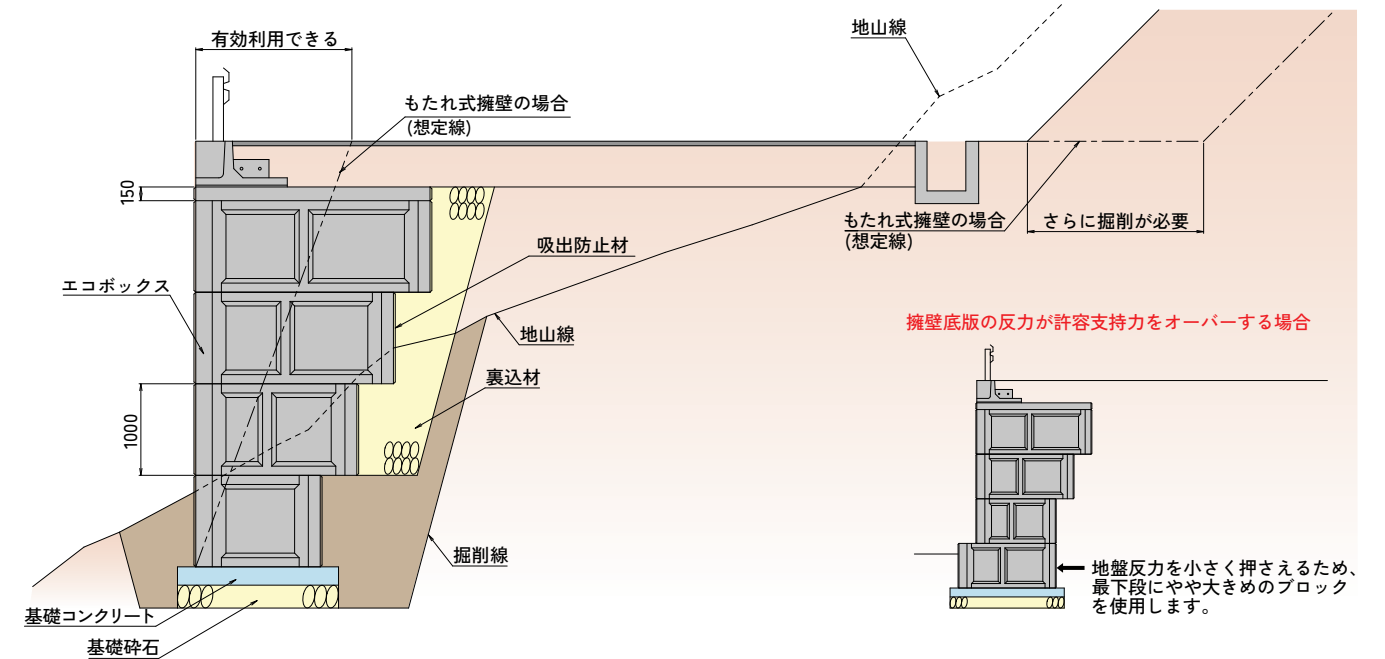 有効利用できる
地山線
もたれ式擁壁の場合
(想定線)
150
もたれ式擁壁の場合
(想定線)
さらに掘削が必要
吸出防止材
エコボックス
地山線
擁壁底版の反力が許容支持力をオーバーする場合
裏込材
1000
掘削線
地盤反力を小さく押さえるため、
最下段にやや大きめのブロック
を使用します。
基礎コンクリート
基礎砕石